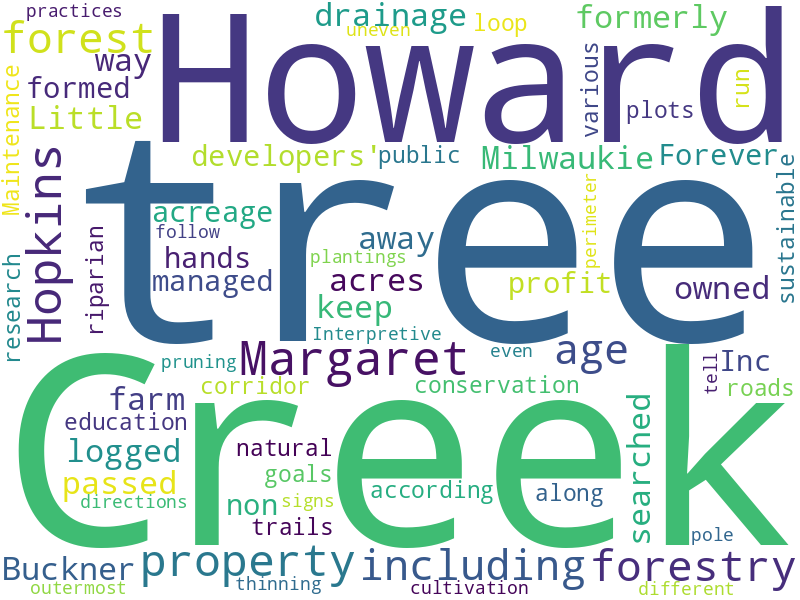 practices
Howard
drainage
uneven
loop
formerly
forest
way
various
run
formed
plots
Little
Maintenance
developers'
public
Milwaukie
Forever
Hopkins
tree
sustainable
acreage
perimeter
follow
away
riparian
hands
plantings
research
managed
acres
profit
owned
keep
Interpretive
Margaret
even
age
Creek
pruning
Inc
tell
corridor
conservation
roads
farm
searched
education
natural
logged
goals
passed
according
along
directions
non
signs
trails
pole
Buckner
property
including
forestry
outermost
thinning
cultivation
different